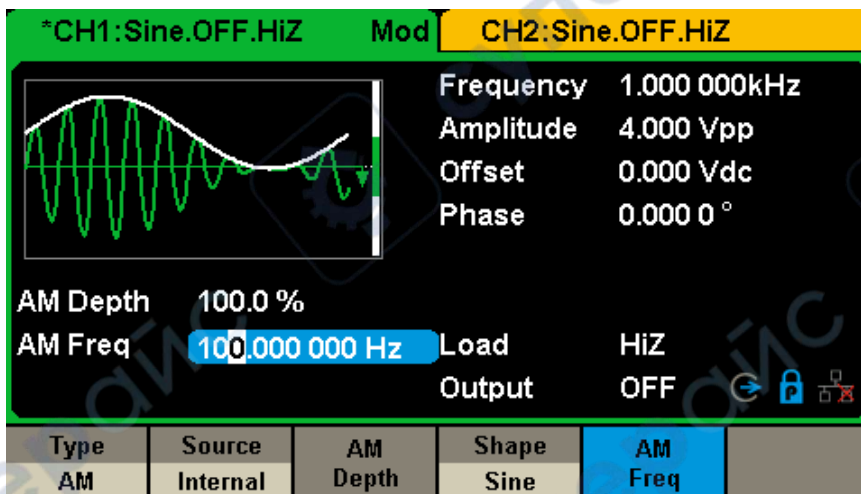 *CH1:Sine.OFF.HiZ Mod CH2:Sine.OFF.HiZ
Frequency 1.000 000kHz
Amplitude 4.000 Vpp
Offset 0.000 Vdc
Phase 0.000 0 °
AM Depth 100.0 %
AM Freq 100.000 000 Hz Load HiZ
Output OFF P
Type Source AM Shape AM
AM Internal Depth Sine Freq